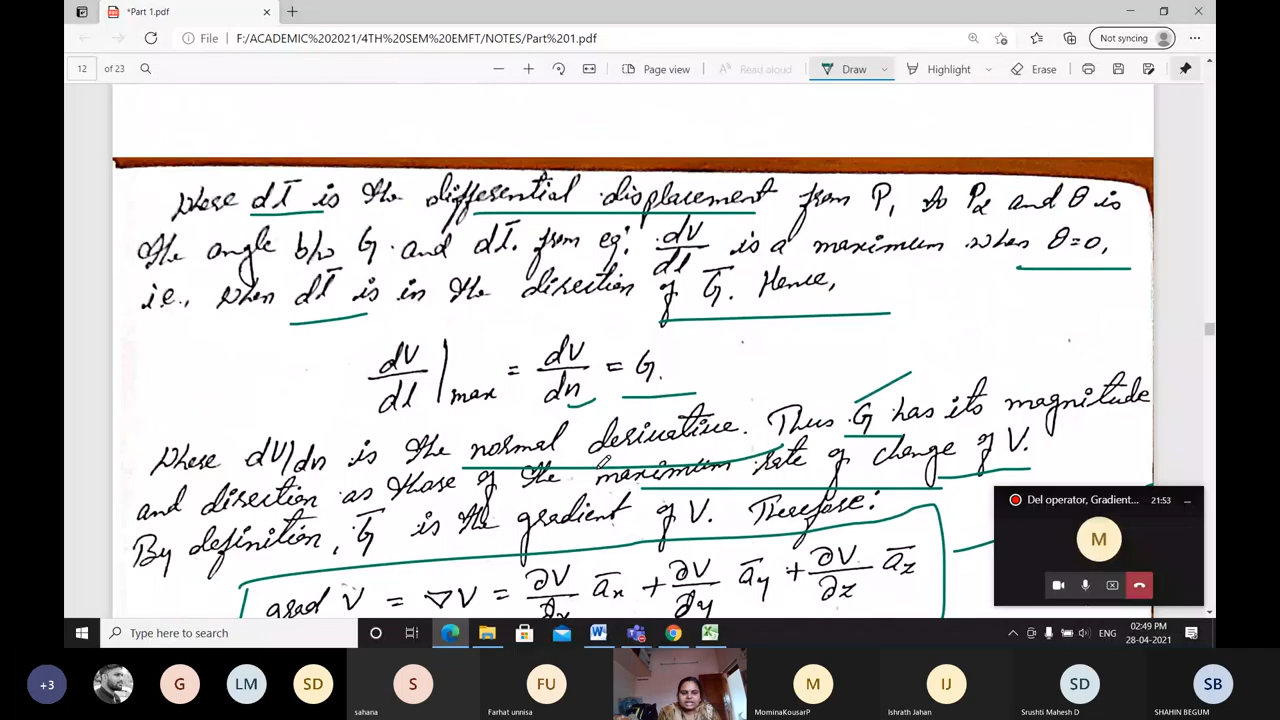 *Part 1.pdf
File
F:/ACADEMIC%202021/4TH%20SEM%20EMFT/NOTES/Part%201.pdf
Not syncing
12 of 23
Page view
Read aloud
Draw
Highlight
Erase
Where dl̄ is the differential displacement from P₁ to P₂ and θ is
the angle b/w G and dl̄. from eqⁿ: dV/dl is a maximum when θ=0,
i.e., when dl̄ is in the direction of Ḡ. Hence,
dV/dl |max = dV/dn = G.
Where dV/dn is the normal derivative. Thus G has its magnitude
and direction as those of the maximum rate of change of V.
By definition, Ḡ is the gradient of V. Therefore:
grad V = ∇V = ∂V/∂x āx + ∂V/∂y āy + ∂V/∂z āz
Del operator, Gradient... 21:53
M
Type here to search
ENG
02:49 PM
28-04-2021
+3
G
LM
SD
S
sahana
FU
Farhat unnisa
M
MominaKousarP
IJ
Ishrath Jahan
SD
Srushti Mahesh D
SB
SHAHIN BEGUM